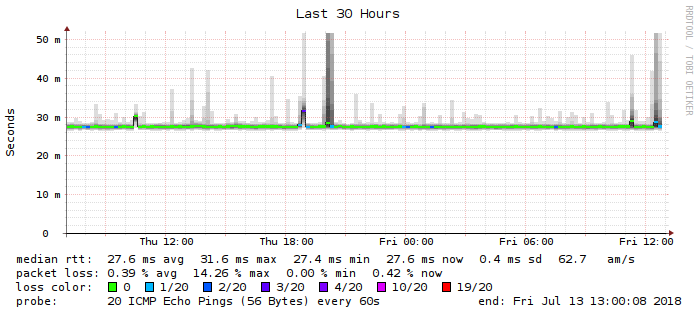 Last 30 Hours
RRDTOOL / TOBI OETIKER
Seconds
50 m
40 m
30 m
20 m
10 m
0
Thu 12:00 Thu 18:00 Fri 00:00 Fri 06:00 Fri 12:00
median rtt: 27.6 ms avg 31.6 ms max 27.4 ms min 27.6 ms now 0.4 ms sd 62.7 am/s
packet loss: 0.39 % avg 14.26 % max 0.00 % min 0.42 % now
loss color: 0 1/20 2/20 3/20 4/20 10/20 19/20
probe: 20 ICMP Echo Pings (56 Bytes) every 60s end: Fri Jul 13 13:00:08 2018